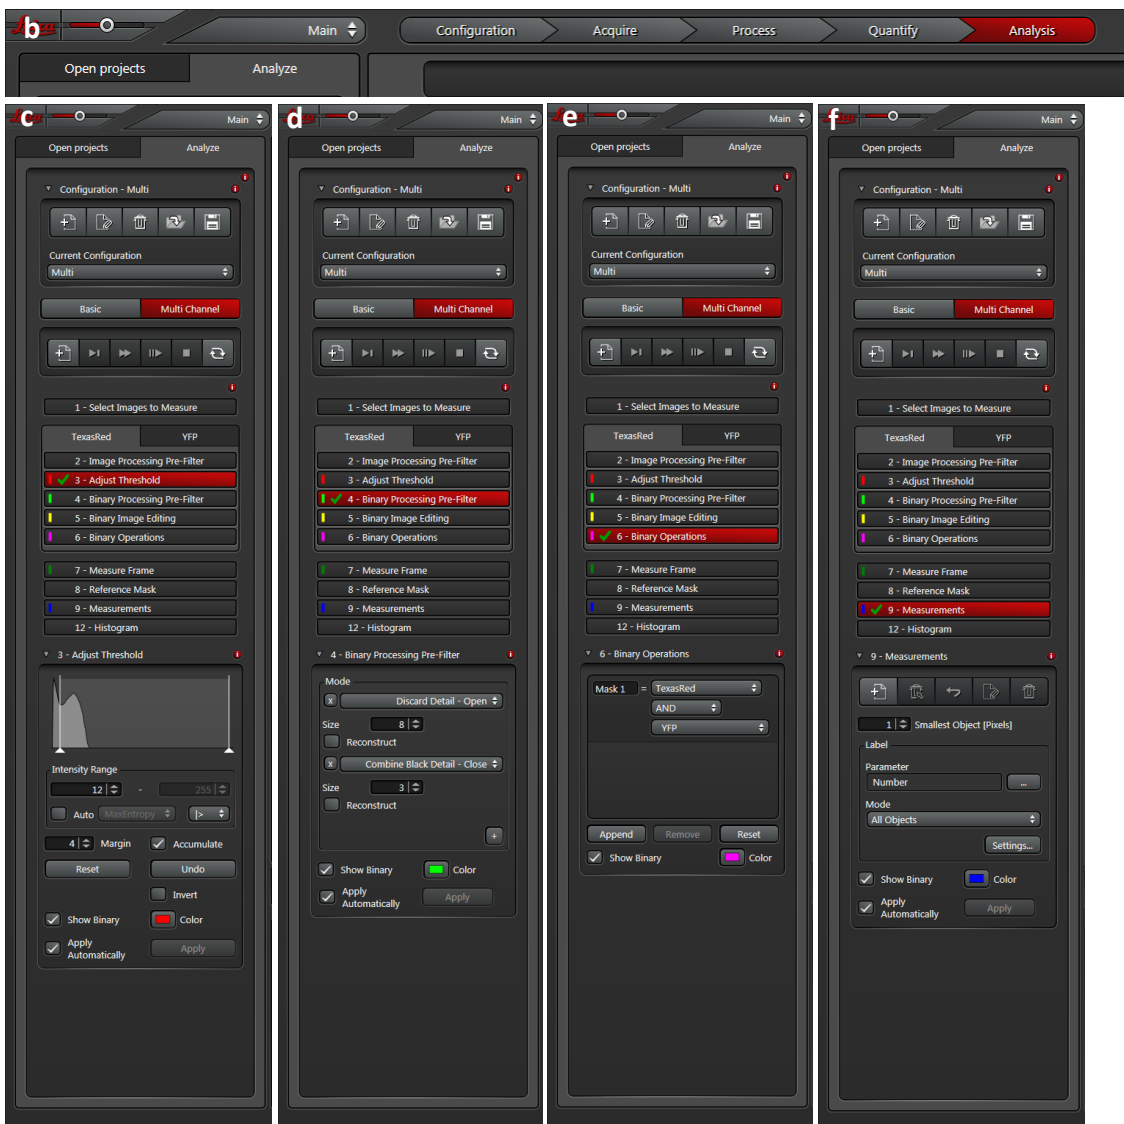 b
Main
Configuration
Acquire
Process
Quantify
Analysis
Open projects
Analyze
c
Main
Open projects
Analyze
Configuration - Multi
Current Configuration
Multi
Basic
Multi Channel
1 - Select Images to Measure
TexasRed
YFP
2 - Image Processing Pre-Filter
3 - Adjust Threshold
4 - Binary Processing Pre-Filter
5 - Binary Image Editing
6 - Binary Operations
7 - Measure Frame
8 - Reference Mask
9 - Measurements
12 - Histogram
3 - Adjust Threshold
Intensity Range
12 - 255
Auto MaxEntropy |>
4 Margin Accumulate
Reset Undo
Invert
Show Binary Color
Apply Automatically Apply
d
Main
Open projects
Analyze
Configuration - Multi
Current Configuration
Multi
Basic
Multi Channel
1 - Select Images to Measure
TexasRed
YFP
2 - Image Processing Pre-Filter
3 - Adjust Threshold
4 - Binary Processing Pre-Filter
5 - Binary Image Editing
6 - Binary Operations
7 - Measure Frame
8 - Reference Mask
9 - Measurements
12 - Histogram
4 - Binary Processing Pre-Filter
Mode
x Discard Detail - Open
Size 8
Reconstruct
x Combine Black Detail - Close
Size 3
Reconstruct
+
Show Binary Color
Apply Automatically Apply
e
Main
Open projects
Analyze
Configuration - Multi
Current Configuration
Multi
Basic
Multi Channel
1 - Select Images to Measure
TexasRed
YFP
2 - Image Processing Pre-Filter
3 - Adjust Threshold
4 - Binary Processing Pre-Filter
5 - Binary Image Editing
6 - Binary Operations
7 - Measure Frame
8 - Reference Mask
9 - Measurements
12 - Histogram
6 - Binary Operations
Mask 1 = TexasRed
AND
YFP
Append Remove Reset
Show Binary Color
f
Main
Open projects
Analyze
Configuration - Multi
Current Configuration
Multi
Basic
Multi Channel
1 - Select Images to Measure
TexasRed
YFP
2 - Image Processing Pre-Filter
3 - Adjust Threshold
4 - Binary Processing Pre-Filter
5 - Binary Image Editing
6 - Binary Operations
7 - Measure Frame
8 - Reference Mask
9 - Measurements
12 - Histogram
9 - Measurements
1 Smallest Object [Pixels]
Label
Parameter
Number ...
Mode
All Objects
Settings...
Show Binary Color
Apply Automatically Apply